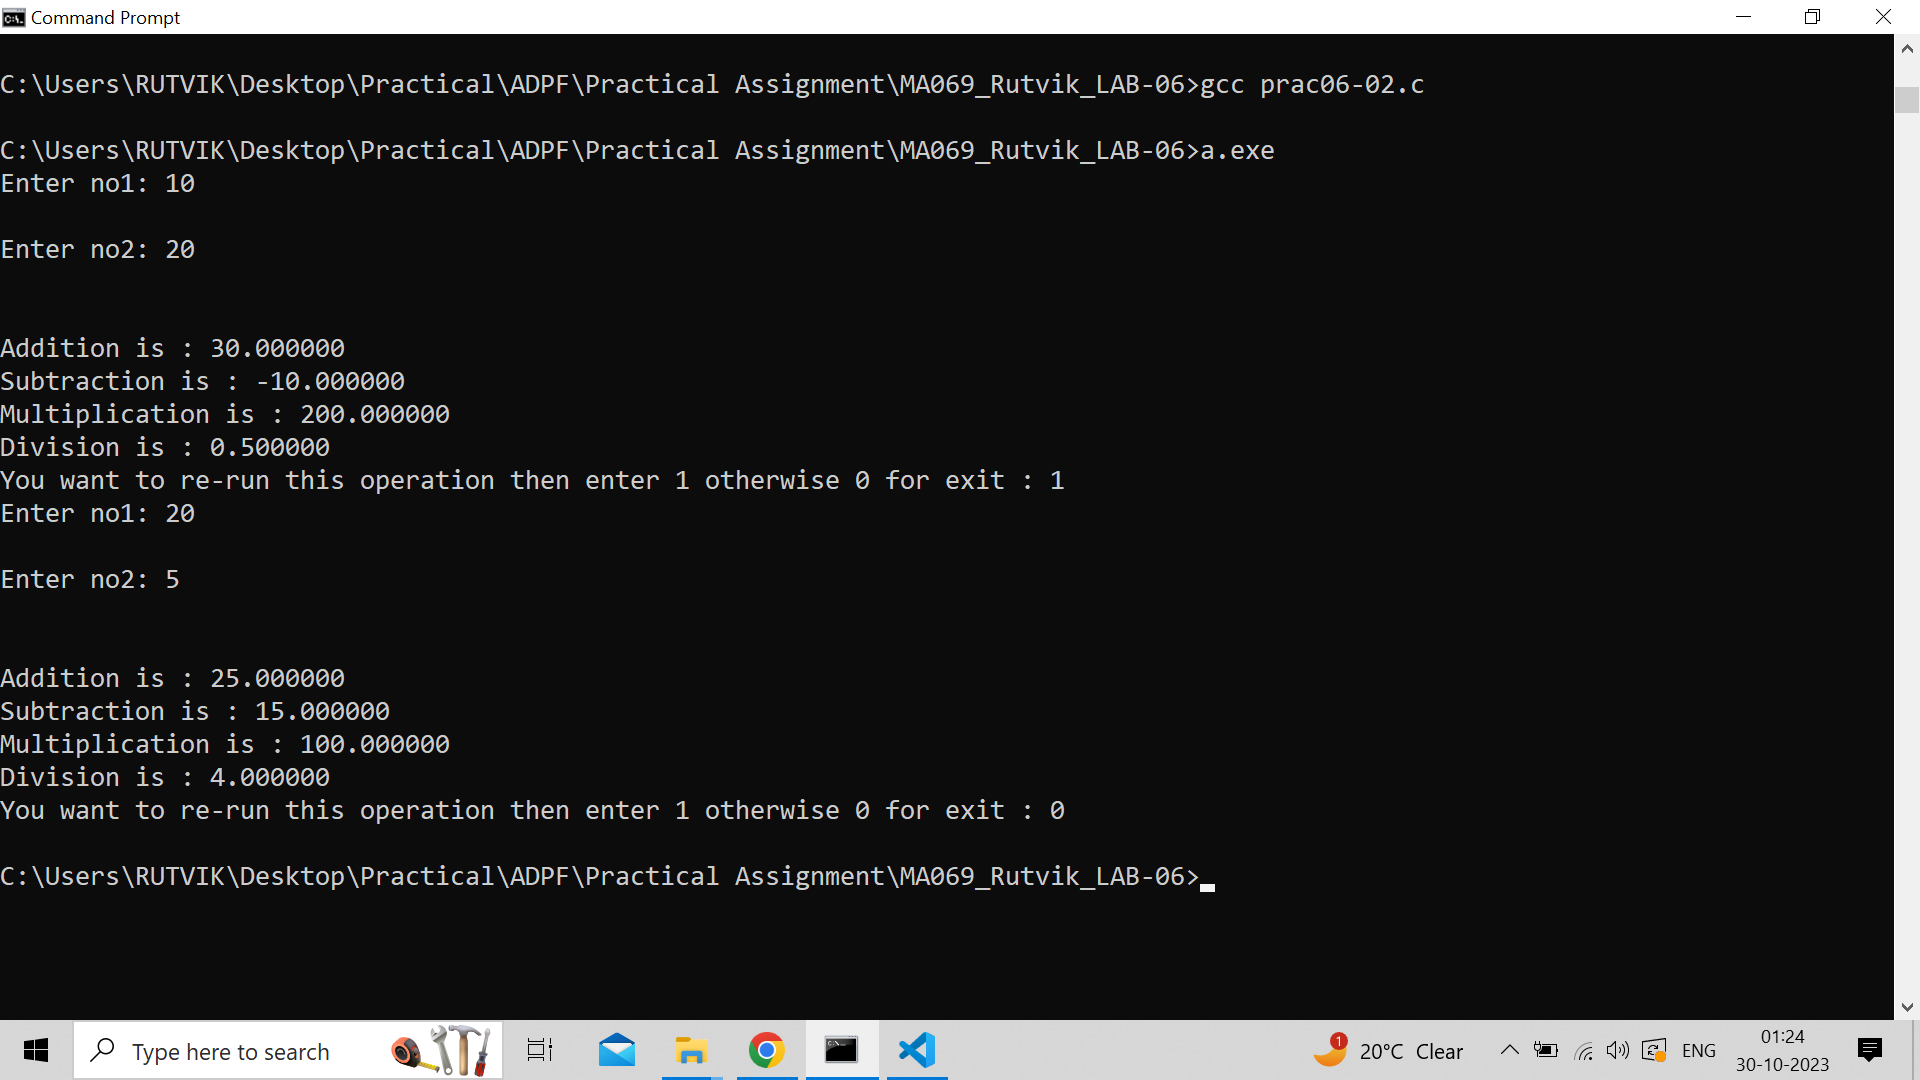 Command Prompt
C:\Users\RUTVIK\Desktop\Practical\ADPF\Practical Assignment\MA069_Rutvik_LAB-06>gcc prac06-02.c
C:\Users\RUTVIK\Desktop\Practical\ADPF\Practical Assignment\MA069_Rutvik_LAB-06>a.exe
Enter no1: 10
Enter no2: 20
Addition is : 30.000000
Subtraction is : -10.000000
Multiplication is : 200.000000
Division is : 0.500000
You want to re-run this operation then enter 1 otherwise 0 for exit : 1
Enter no1: 20
Enter no2: 5
Addition is : 25.000000
Subtraction is : 15.000000
Multiplication is : 100.000000
Division is : 4.000000
You want to re-run this operation then enter 1 otherwise 0 for exit : 0
C:\Users\RUTVIK\Desktop\Practical\ADPF\Practical Assignment\MA069_Rutvik_LAB-06>
Type here to search
1
20°C Clear
ENG
01:24
30-10-2023